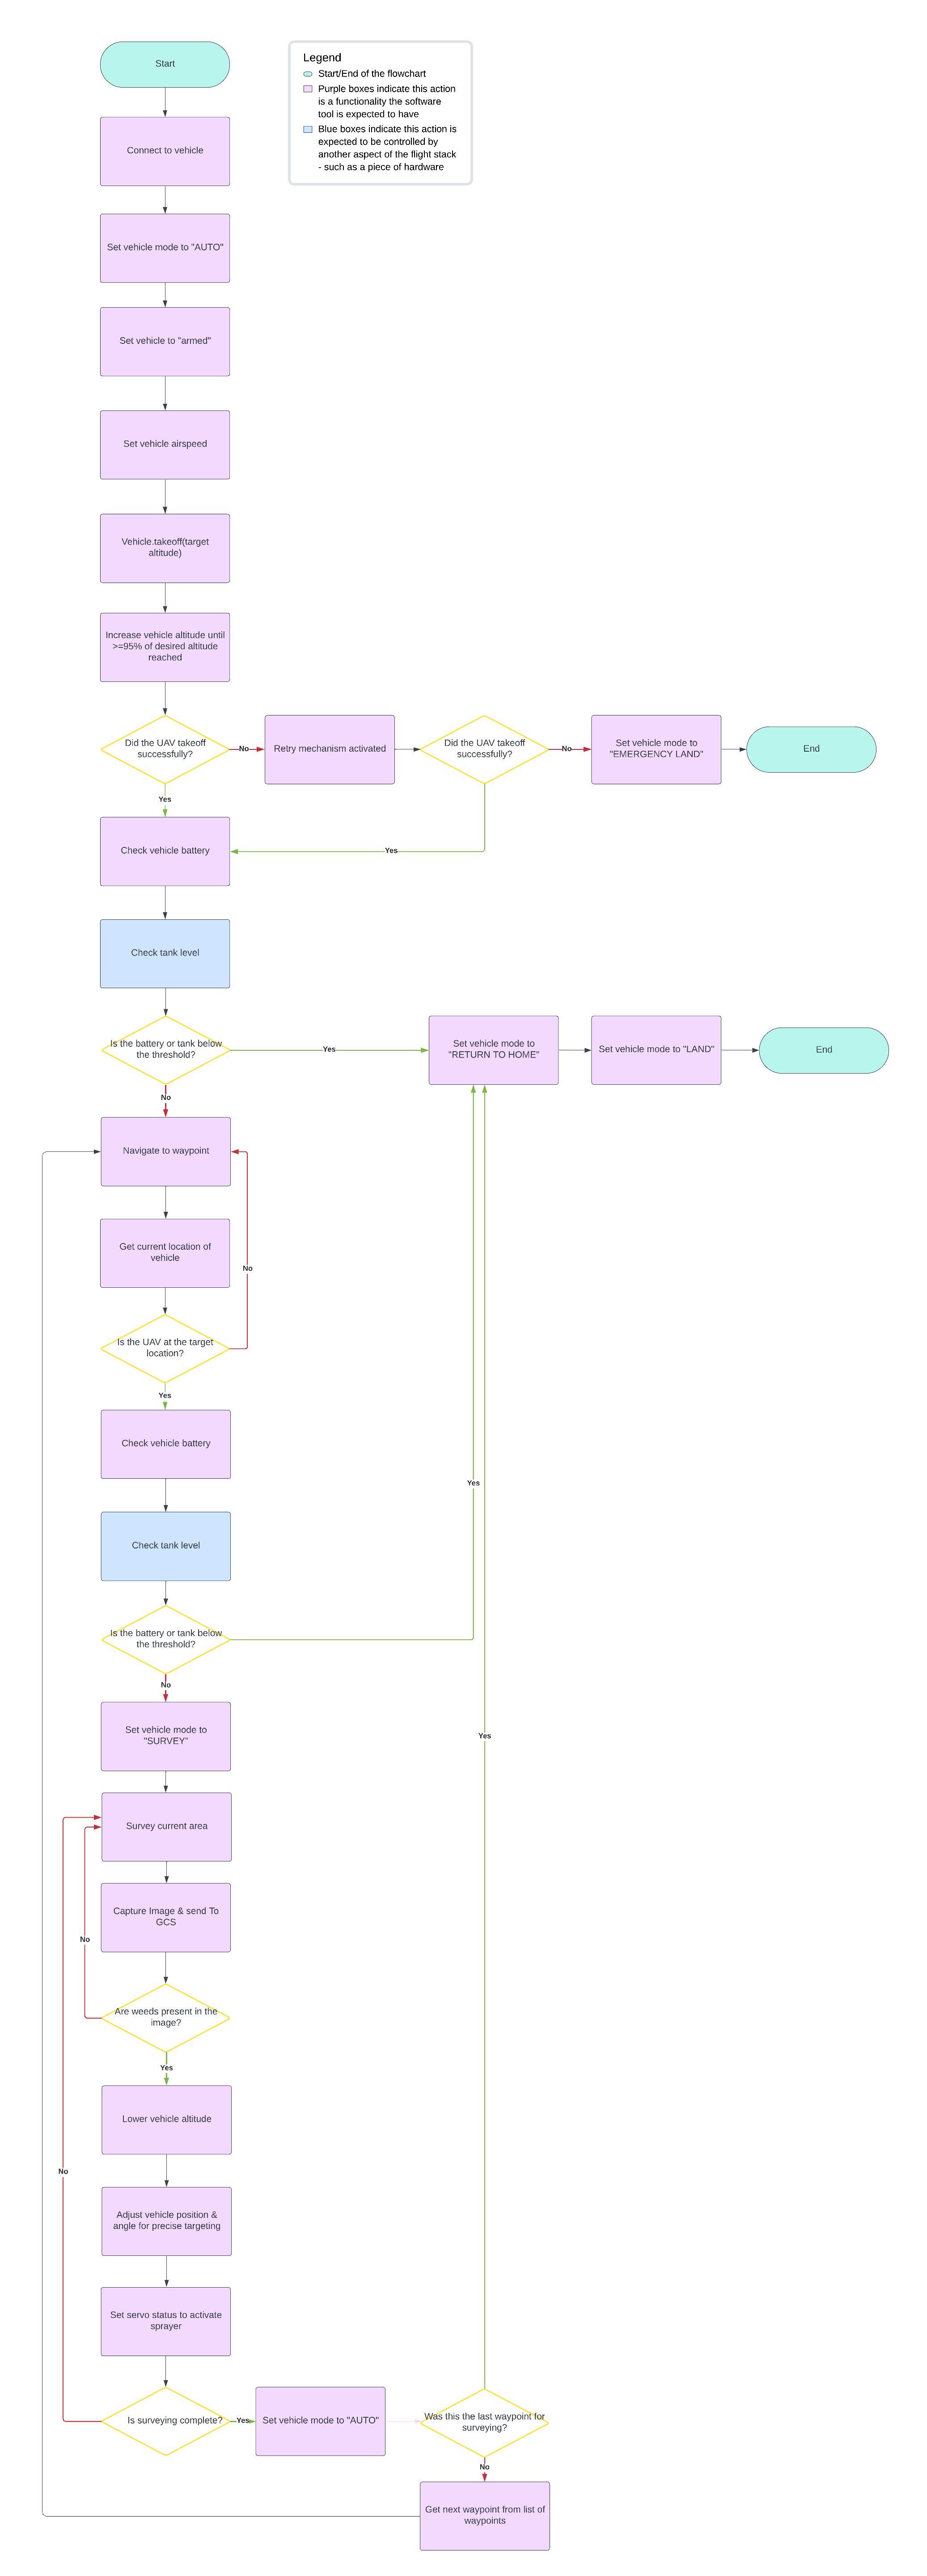 Start
Legend
Start/End of the flowchart
Purple boxes indicate this action
is a functionality the software
tool is expected to have
Blue boxes indicate this action is
expected to be controlled by
another aspect of the flight stack
- such as a piece of hardware
Connect to vehicle
Set vehicle mode to "AUTO"
Set vehicle to "armed"
Set vehicle airspeed
Vehicle.takeoff(target
altitude)
Increase vehicle altitude until
>=95% of desired altitude
reached
Did the UAV takeoff
successfully?
No
Retry mechanism activated
Did the UAV takeoff
successfully?
No
Set vehicle mode to
"EMERGENCY LAND"
End
Yes
Yes
Check vehicle battery
Check tank level
Is the battery or tank below
the threshold?
Yes
Set vehicle mode to
"RETURN TO HOME"
Set vehicle mode to "LAND"
End
No
Navigate to waypoint
Get current location of
vehicle
No
Is the UAV at the target
location?
Yes
Check vehicle battery
Yes
Check tank level
Is the battery or tank below
the threshold?
No
Set vehicle mode to
"SURVEY"
Yes
Survey current area
Capture Image & send To
GCS
No
Are weeds present in the
image?
Yes
Lower vehicle altitude
No
Adjust vehicle position &
angle for precise targeting
Set servo status to activate
sprayer
Is surveying complete?
Yes
Set vehicle mode to "AUTO"
Was this the last waypoint for
surveying?
No
Get next waypoint from list of
waypoints